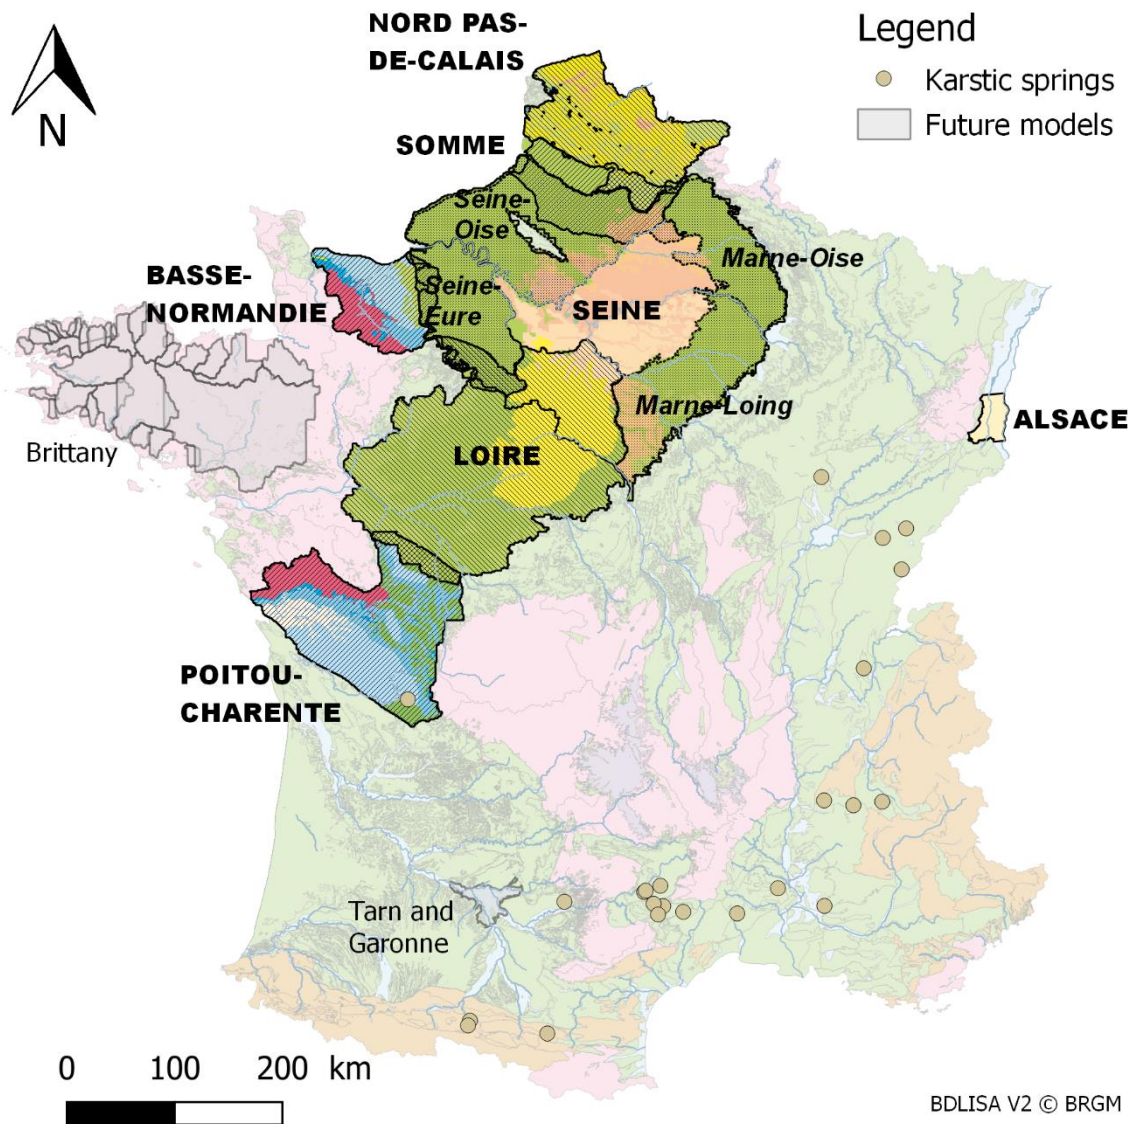 NORD PAS-
DE-CALAIS
Legend
Karstic springs
Future models
N
SOMME
Seine-
Oise
Marne-Oise
BASSE-
NORMANDIE
Seine-
Eure
SEINE
Marne-Loing
ALSACE
Brittany
LOIRE
POITOU-
CHARENTE
Tarn and
Garonne
0 100 200 km
BDLISA V2 © BRGM